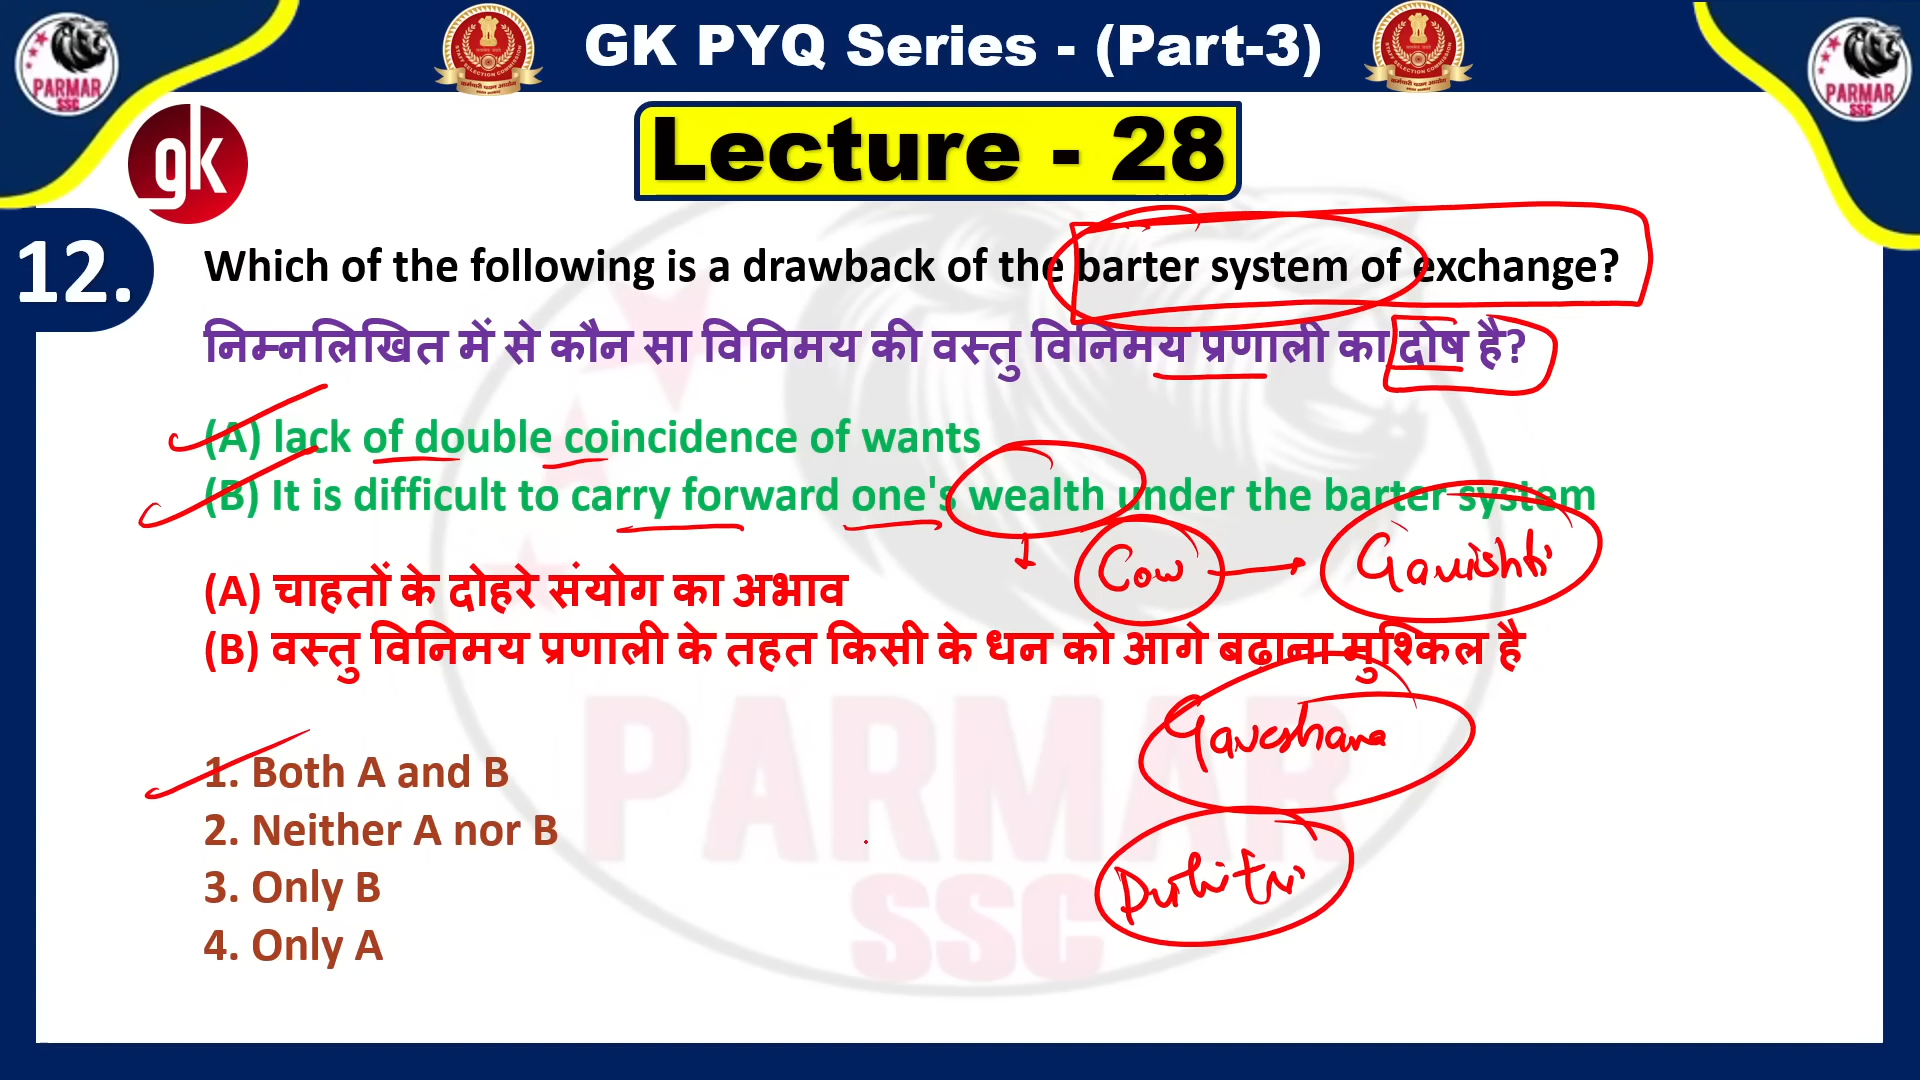 GK PYQ Series - (Part-3)
PARMAR
SSC
PARMAR
SSC
gk
Lecture - 28
12.
Which of the following is a drawback of the barter system of exchange?
निम्नलिखित में से कौन सा विनिमय की वस्तु विनिमय प्रणाली का दोष है?
(A) lack of double coincidence of wants
(B) It is difficult to carry forward one's wealth under the barter system
Cow
Gavishti
(A) चाहतों के दोहरे संयोग का अभाव
(B) वस्तु विनिमय प्रणाली के तहत किसी के धन को आगे बढ़ाना मुश्किल है
Gaveshana
1. Both A and B
2. Neither A nor B
Duhitri
3. Only B
4. Only A
PARMAR
SSC